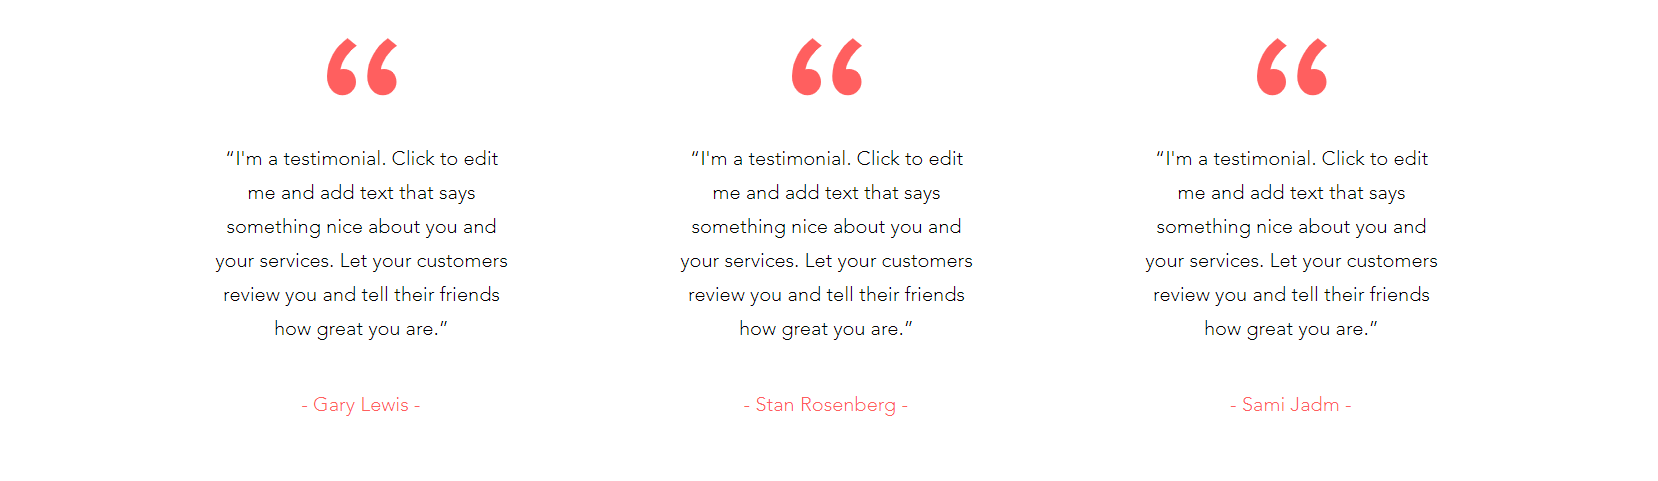 “I'm a testimonial. Click to edit
me and add text that says
something nice about you and
your services. Let your customers
review you and tell their friends
how great you are.”
- Gary Lewis -
“I'm a testimonial. Click to edit
me and add text that says
something nice about you and
your services. Let your customers
review you and tell their friends
how great you are.”
- Stan Rosenberg -
“I'm a testimonial. Click to edit
me and add text that says
something nice about you and
your services. Let your customers
review you and tell their friends
how great you are.”
- Sami Jadm -